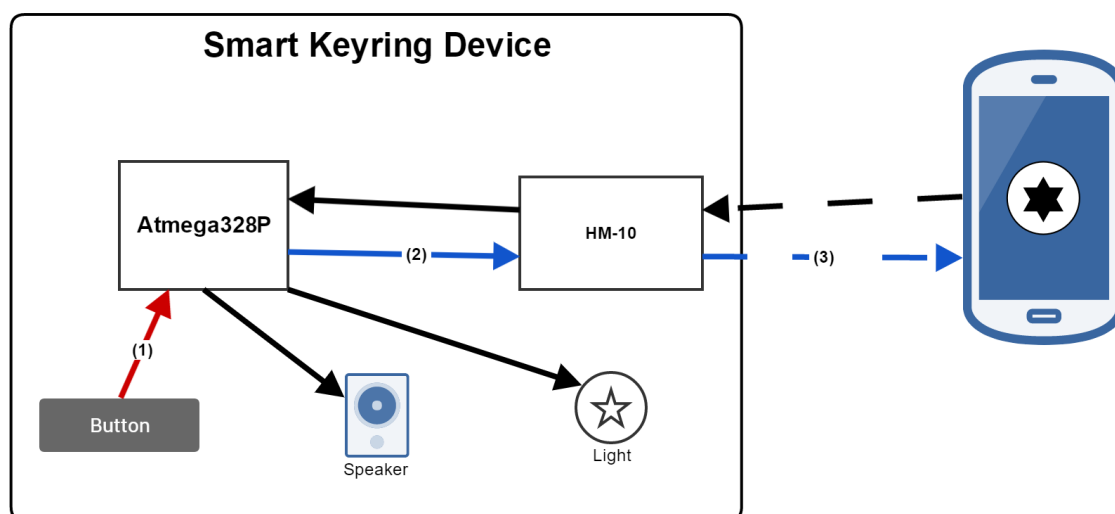 Smart Keyring Device
Atmega328P
HM-10
(2)
(3)
(1)
Button
Speaker
Light